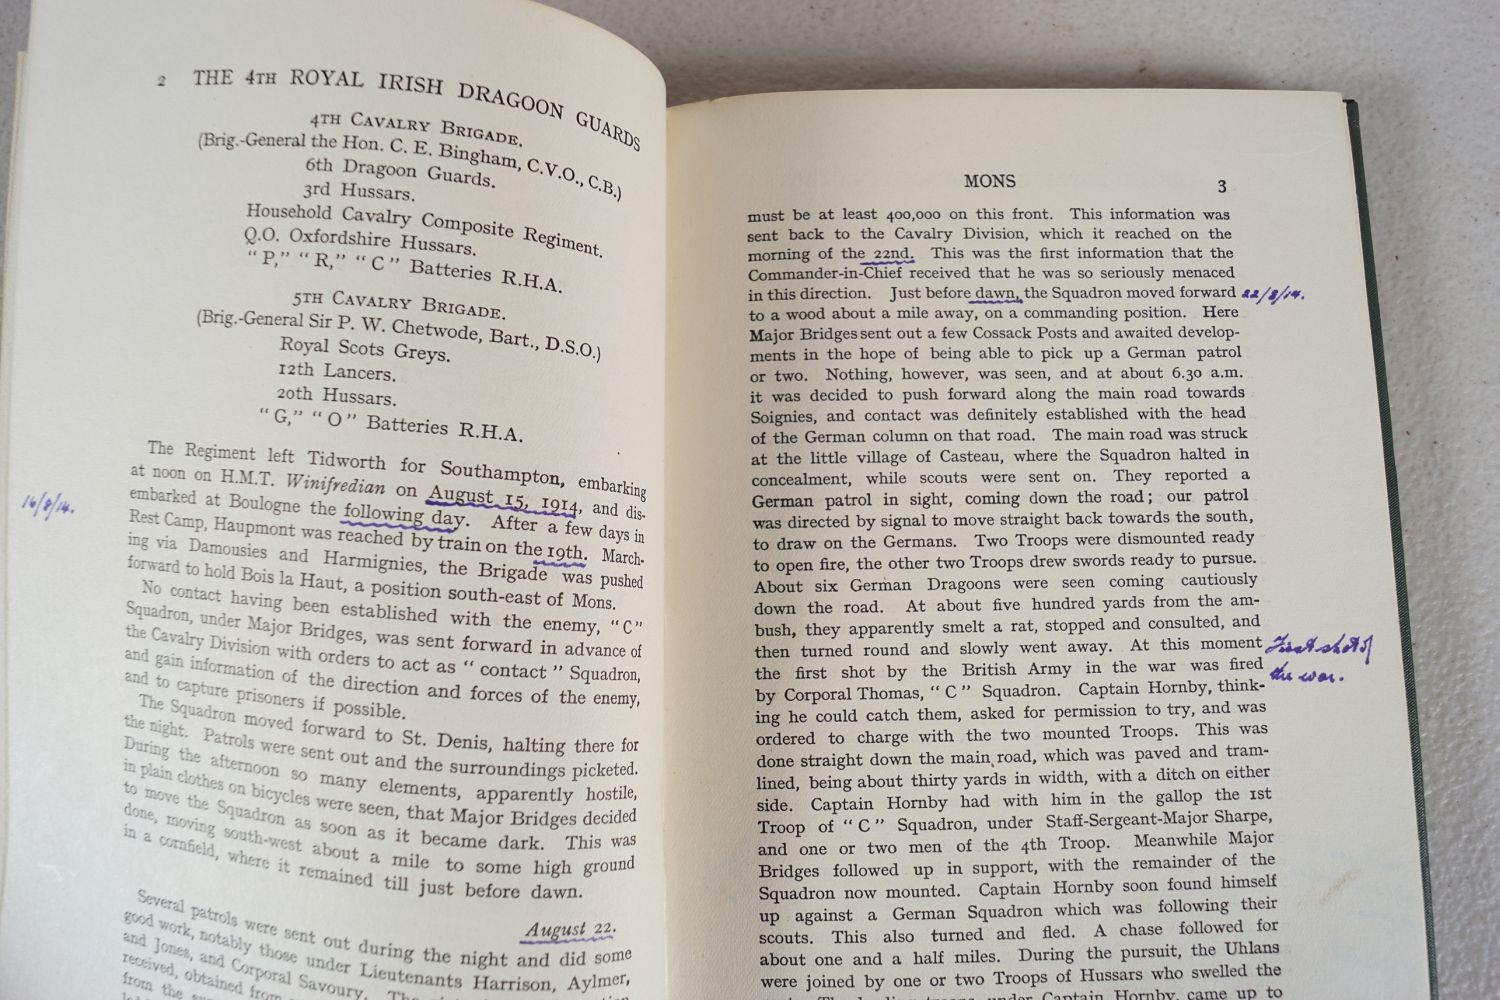 2 THE 4TH ROYAL IRISH DRAGOON GUARDS
4TH CAVALRY BRIGADE.
(Brig.-General the Hon. C. E. Bingham, C.V.O., C.B.)
6th Dragoon Guards.
3rd Hussars.
Household Cavalry Composite Regiment.
Q.O. Oxfordshire Hussars.
“ P,” “ R,” “ C ” Batteries R.H.A.
5TH CAVALRY BRIGADE.
(Brig.-General Sir P. W. Chetwode, Bart., D.S.O.)
Royal Scots Greys.
12th Lancers.
20th Hussars.
“ G,” “ O ” Batteries R.H.A.
The Regiment left Tidworth for Southampton, embarking
at noon on H.M.T. Winifredian on August 15, 1914, and dis-
embarked at Boulogne the following day. After a few days in
16/8/14.
Rest Camp, Haupmont was reached by train on the 19th. March-
ing via Damousies and Harmignies, the Brigade was pushed
forward to hold Bois la Haut, a position south-east of Mons.
No contact having been established with the enemy, “ C ”
Squadron, under Major Bridges, was sent forward in advance of
the Cavalry Division with orders to act as “ contact ” Squadron,
and gain information of the direction and forces of the enemy,
and to capture prisoners if possible.
The Squadron moved forward to St. Denis, halting there for
the night. Patrols were sent out and the surroundings picketed.
During the afternoon so many elements, apparently hostile,
in plain clothes on bicycles were seen, that Major Bridges decided
to move the Squadron as soon as it became dark. This was
done, moving south-west about a mile to some high ground
in a cornfield, where it remained till just before dawn.
August 22.
Several patrols were sent out during the night and did some
good work, notably those under Lieutenants Harrison, Aylmer,
and Jones, and Corporal Savoury.
received, obtained from
from the
MONS 3
must be at least 400,000 on this front. This information was
sent back to the Cavalry Division, which it reached on the
morning of the 22nd. This was the first information that the
Commander-in-Chief received that he was so seriously menaced
in this direction. Just before dawn, the Squadron moved forward 22/8/14.
to a wood about a mile away, on a commanding position. Here
Major Bridges sent out a few Cossack Posts and awaited develop-
ments in the hope of being able to pick up a German patrol
or two. Nothing, however, was seen, and at about 6.30 a.m.
it was decided to push forward along the main road towards
Soignies, and contact was definitely established with the head
of the German column on that road. The main road was struck
at the little village of Casteau, where the Squadron halted in
concealment, while scouts were sent on. They reported a
German patrol in sight, coming down the road; our patrol
was directed by signal to move straight back towards the south,
to draw on the Germans. Two Troops were dismounted ready
to open fire, the other two Troops drew swords ready to pursue.
About six German Dragoons were seen coming cautiously
down the road. At about five hundred yards from the am-
bush, they apparently smelt a rat, stopped and consulted, and
then turned round and slowly went away. At this moment First shot of
the first shot by the British Army in the war was fired the war.
by Corporal Thomas, “ C ” Squadron. Captain Hornby, think-
ing he could catch them, asked for permission to try, and was
ordered to charge with the two mounted Troops. This was
done straight down the main road, which was paved and tram-
lined, being about thirty yards in width, with a ditch on either
side. Captain Hornby had with him in the gallop the 1st
Troop of “ C ” Squadron, under Staff-Sergeant-Major Sharpe,
and one or two men of the 4th Troop. Meanwhile Major
Bridges followed up in support, with the remainder of the
Squadron now mounted. Captain Hornby soon found himself
up against a German Squadron which was following their
scouts. This also turned and fled. A chase followed for
about one and a half miles. During the pursuit, the Uhlans
were joined by one or two Troops of Hussars who swelled the
The leading troops under Captain Hornby, came up to